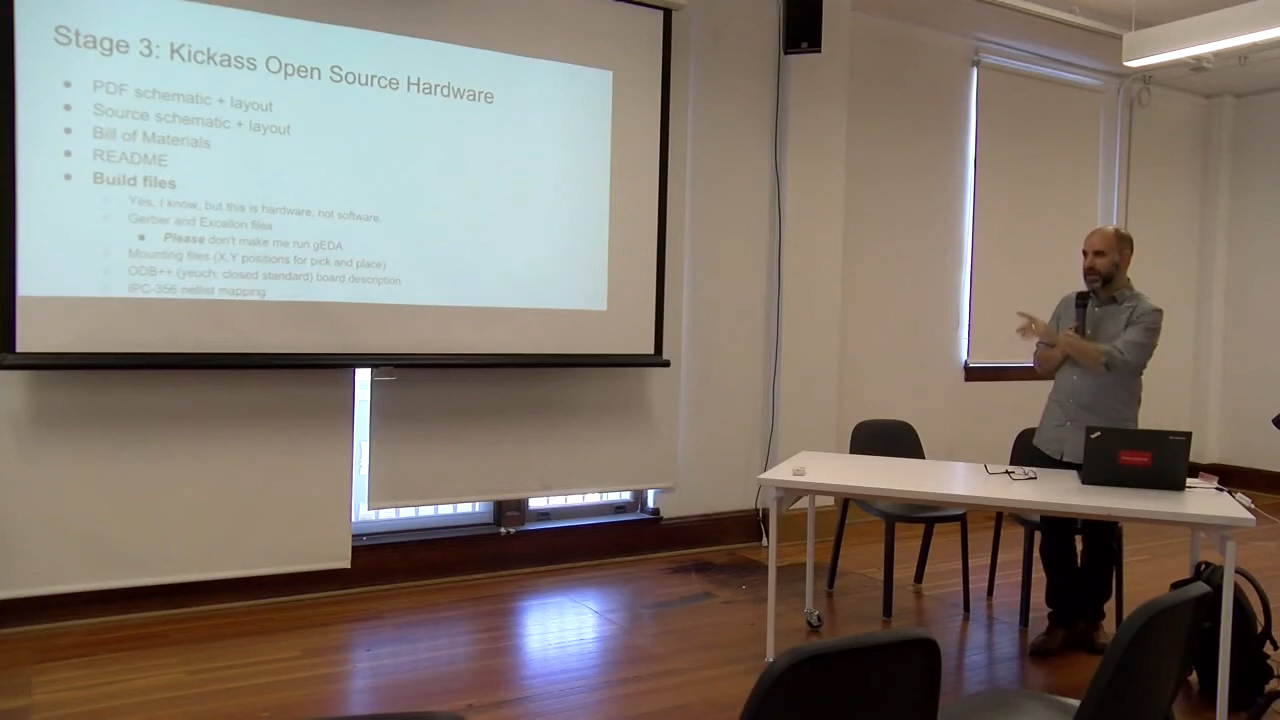 Stage 3: Kickass Open Source Hardware
PDF schematic + layout
Source schematic + layout
Bill of Materials
README
Build files
Yes, I know, but this is hardware, not software.
Gerber and Excellon files
Please don't make me run gEDA
Mounting files (X,Y positions for pick and place)
ODB++ (yeuch, closed standard) board description
IPC-356 netlist mapping